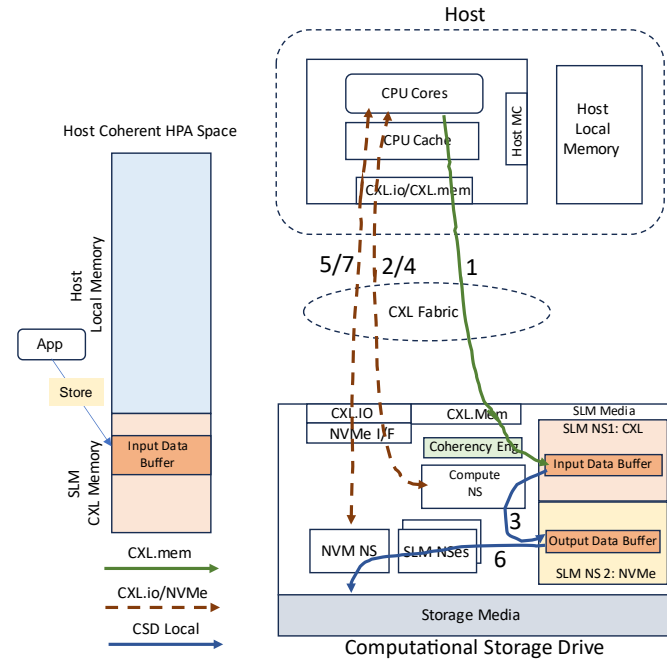 Host
CPU Cores
CPU Cache
CXL.io/CXL.mem
Host MC
Host
Local
Memory
Host Coherent HPA Space
Host
Local Memory
App
Store
Input Data
Buffer
SLM
CXL Memory
CXL.mem
CXL.io/NVMe
CSD Local
5/7
2/4
1
CXL Fabric
CXL.IO
NVMe I/F
CXL.Mem
Coherency Eng
Compute
NS
SLM Media
SLM NS1: CXL
Input Data Buffer
3
Output Data Buffer
SLM NS 2: NVMe
NVM NS
SLM NSes
6
Storage Media
Computational Storage Drive